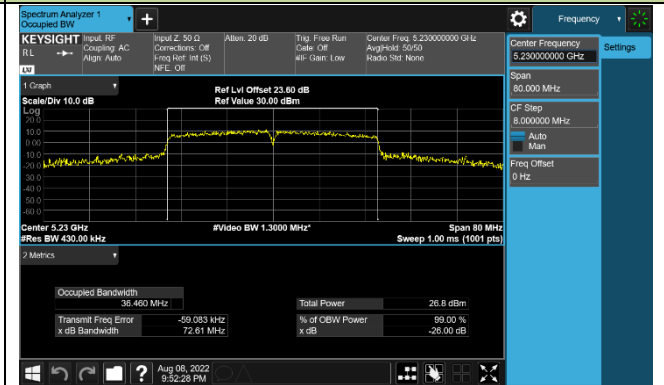 Spectrum Analyzer 1
Occupied BW
+
Frequency
KEYSIGHT
RL
LXI
Input: RF
Coupling: AC
Align: Auto
Input Z: 50 Ω
Corrections: Off
Freq Ref: Int (S)
NFE: Off
Atten: 20 dB
Trig: Free Run
Gate: Off
#IF Gain: Low
Center Freq: 5.230000000 GHz
Avg|Hold: 50/50
Radio Std: None
Center Frequency
5.230000000 GHz
Settings
Span
80.000 MHz
CF Step
8.000000 MHz
Auto
Man
Freq Offset
0 Hz
1 Graph
Scale/Div 10.0 dB
Ref Lvl Offset 23.60 dB
Ref Value 30.00 dBm
Log
20.0
10.0
0.00
-10.0
-20.0
-30.0
-40.0
-50.0
-60.0
Center 5.23 GHz
#Video BW 1.3000 MHz*
Span 80 MHz
#Res BW 430.00 kHz
Sweep 1.00 ms (1001 pts)
2 Metrics
Occupied Bandwidth
36.460 MHz
Total Power 26.8 dBm
Transmit Freq Error -59.083 kHz
% of OBW Power 99.00 %
x dB Bandwidth 72.61 MHz
x dB -26.00 dB
?
Aug 08, 2022
9:52:28 PM